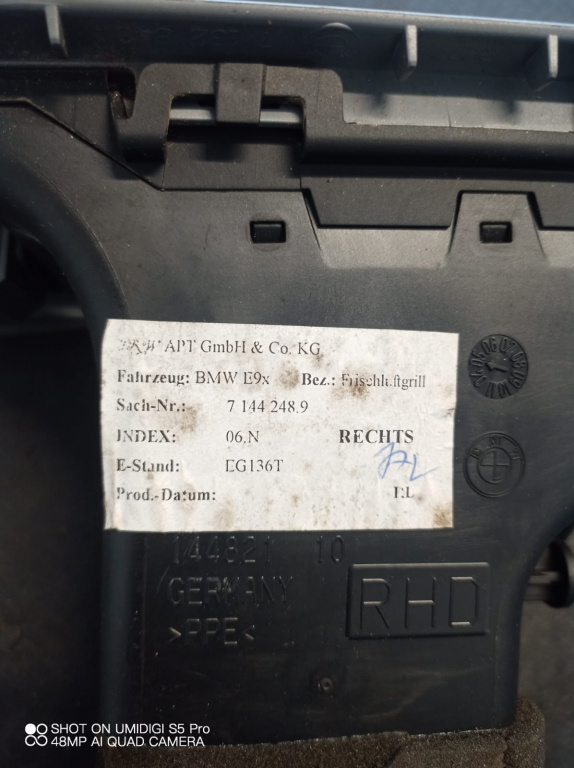 APT GmbH & Co. KG
Fahrzeug: BMW E9x Bez.: Frischluftgrill
Sach-Nr.: 7 144 248.9
INDEX: 06.N RECHTS
E-Stand: EG136T
Prod.-Datum:
144821 10
GERMANY
RHD
>PPE<
SHOT ON UMIDIGI S5 Pro
48MP AI QUAD CAMERA